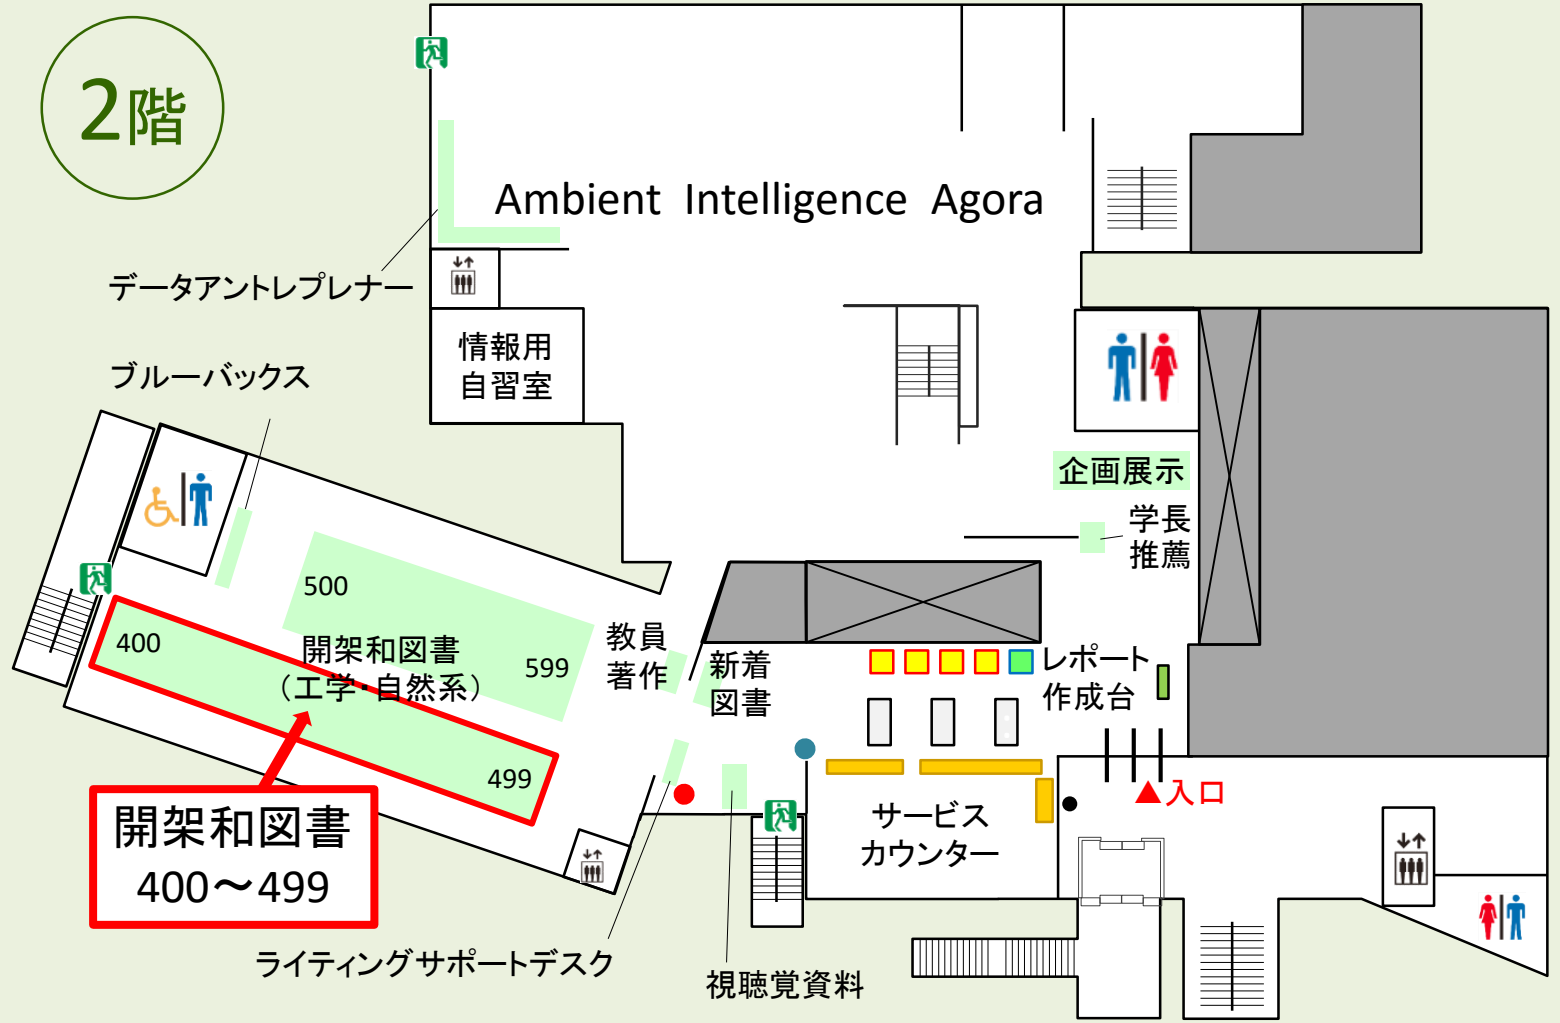 2階
Ambient Intelligence Agora
データアントレプレナー
情報用
自習室
ブルーバックス
企画展示
学長
推薦
500
400
開架和図書
（工学・自然系）
599
499
教員
著作
新着
図書
レポート
作成台
入口
サービス
カウンター
開架和図書
400～499
ライティングサポートデスク
視聴覚資料